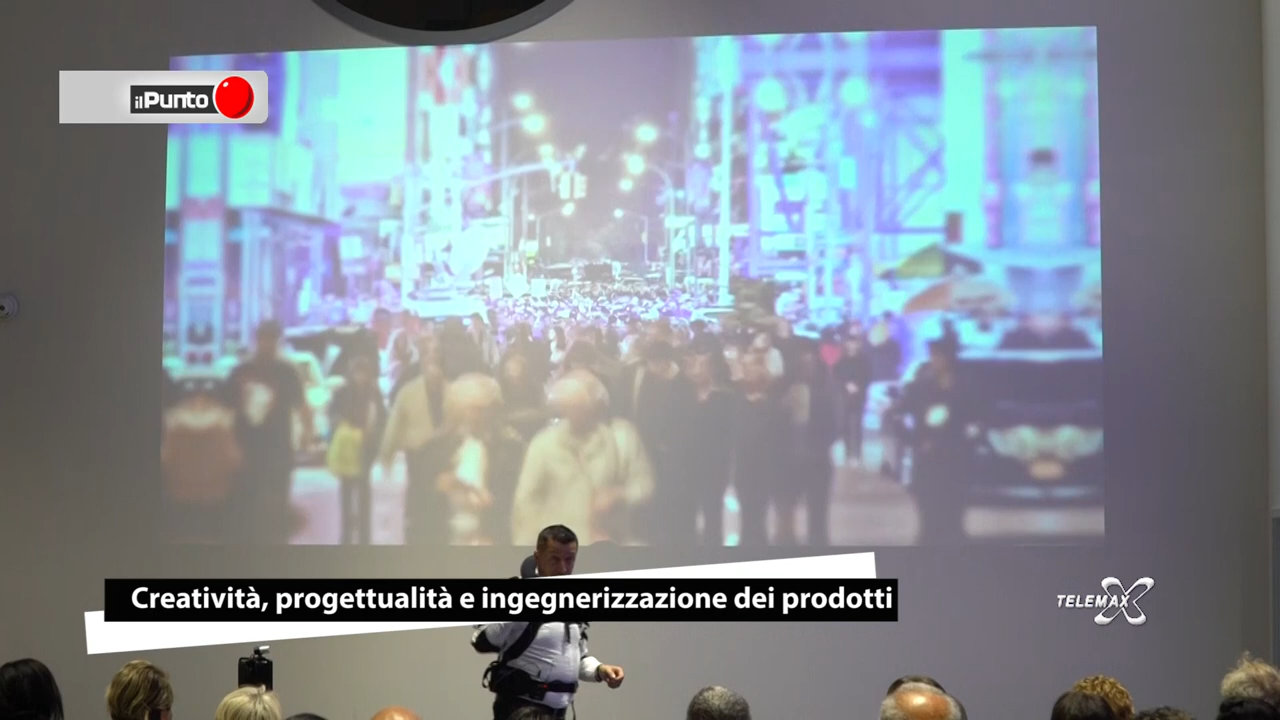 ilPunto
Creatività, progettualità e ingegnerizzazione dei prodotti
TELEMAX